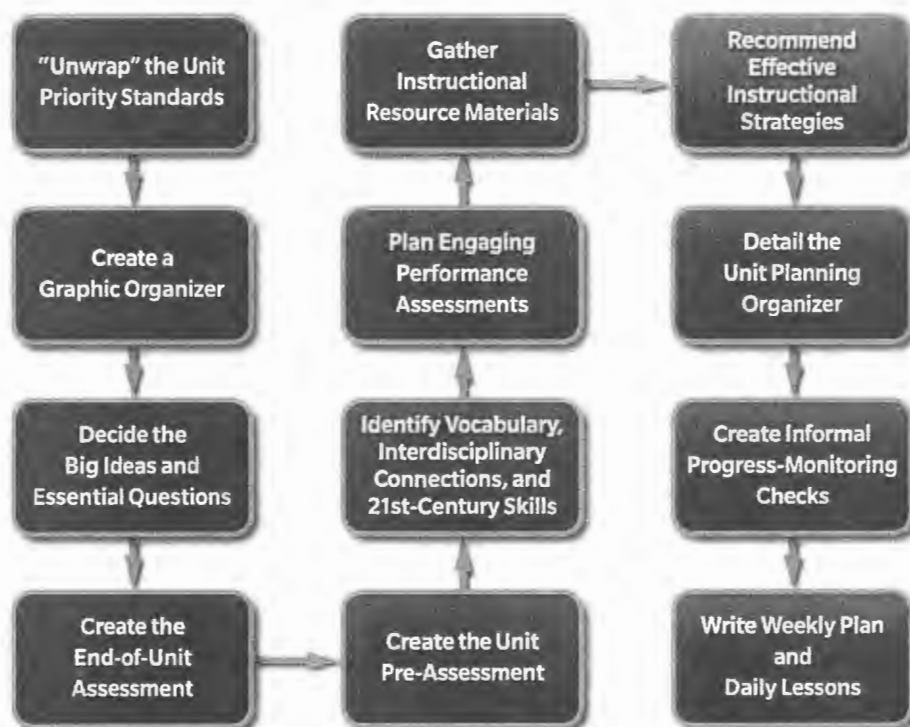 "Unwrap" the Unit
Priority Standards
Create a
Graphic Organizer
Decide the
Big Ideas and
Essential Questions
Create the
End-of-Unit
Assessment
Create the Unit
Pre-Assessment
Identify Vocabulary,
Interdisciplinary
Connections, and
21st-Century Skills
Plan Engaging
Performance
Assessments
Gather
Instructional
Resource Materials
Recommend
Effective
Instructional
Strategies
Detail the
Unit Planning
Organizer
Create Informal
Progress-Monitoring
Checks
Write Weekly Plan
and
Daily Lessons